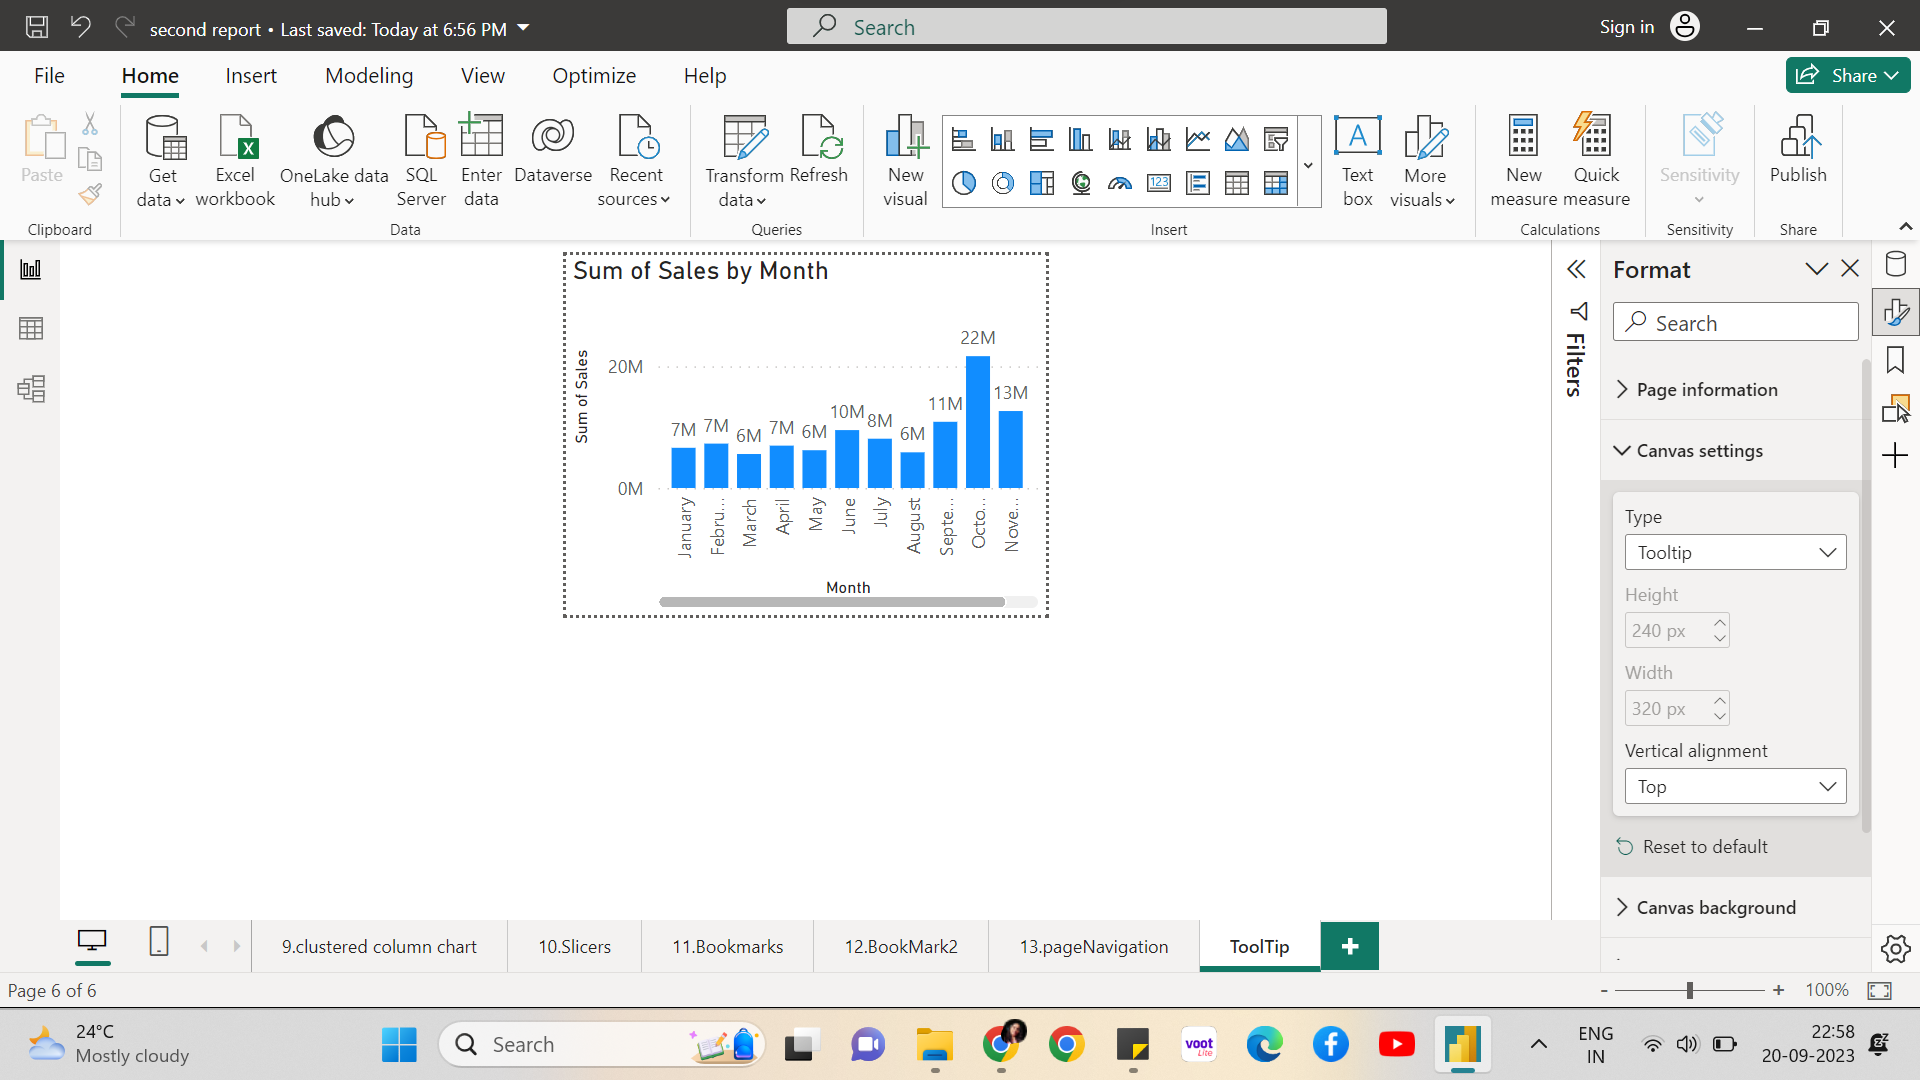 second report • Last saved: Today at 6:56 PM
Search
Sign in
File
Home
Insert
Modeling
View
Optimize
Help
Share
Paste
Get data
Excel workbook
OneLake data hub
SQL Server
Enter data
Dataverse
Recent sources
Transform data
Refresh
New visual
Text box
More visuals
New measure
Quick measure
Sensitivity
Publish
Clipboard
Data
Queries
Insert
Calculations
Sensitivity
Share
Sum of Sales by Month
Sum of Sales
20M
0M
7M
7M
6M
7M
6M
10M
8M
6M
11M
22M
13M
January
Febru...
March
April
May
June
July
August
Septe...
Octo...
Nove...
Month
Filters
Format
Search
Page information
Canvas settings
Type
Tooltip
Height
240 px
Width
320 px
Vertical alignment
Top
Reset to default
Canvas background
9.clustered column chart
10.Slicers
11.Bookmarks
12.BookMark2
13.pageNavigation
ToolTip
Page 6 of 6
- + 100%
24°C
Mostly cloudy
Search
voot
Lite
ENG
IN
22:58
20-09-2023